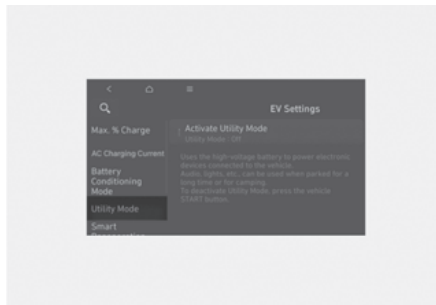 EV Settings
Max. % Charge
AC Charging Current
Battery
Conditioning
Mode
Utility Mode
Smart
Activate Utility Mode
Utility Mode : Off
Uses the high-voltage battery to power electronic
devices connected to the vehicle.
Audio, lights, etc., can be used when parked for a
long time or for camping.
To deactivate Utility Mode, press the vehicle
START button.